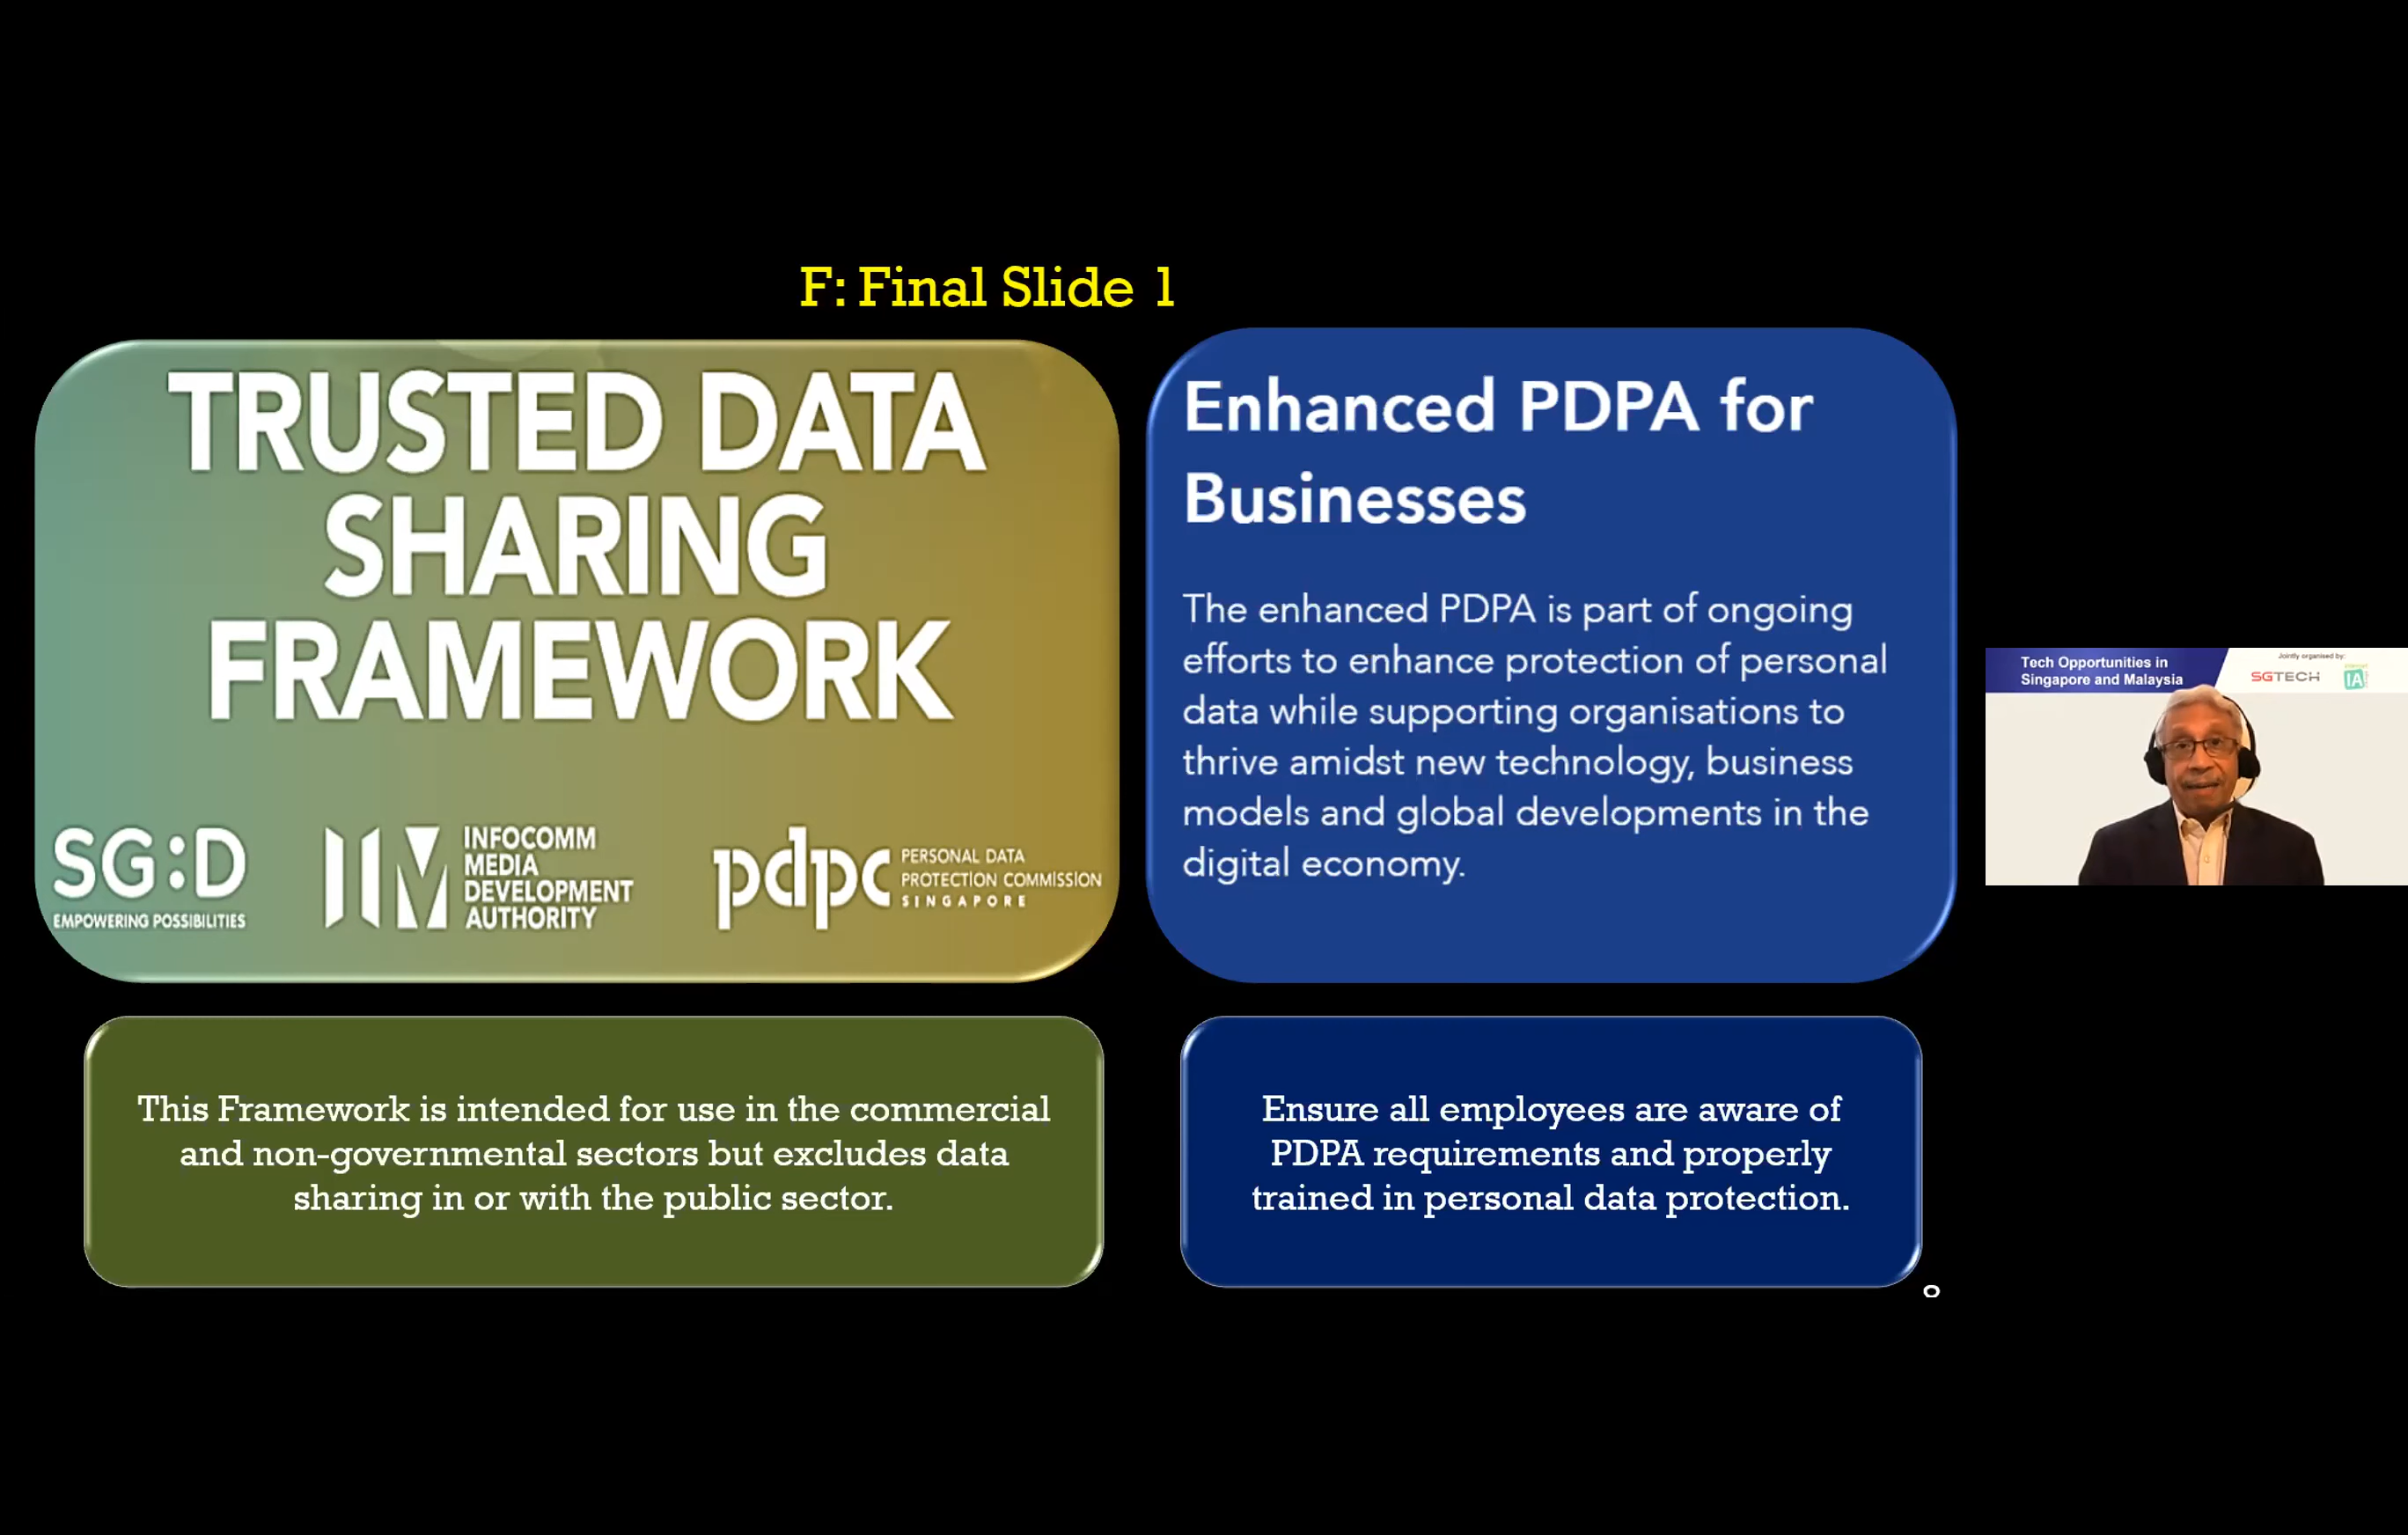 F: Final Slide 1
TRUSTED DATA
SHARING
FRAMEWORK
SG:D
EMPOWERING POSSIBILITIES
INFOCOMM
MEDIA
DEVELOPMENT
AUTHORITY
pdpc
PERSONAL DATA
PROTECTION COMMISSION
SINGAPORE
Enhanced PDPA for
Businesses
The enhanced PDPA is part of ongoing
efforts to enhance protection of personal
data while supporting organisations to
thrive amidst new technology, business
models and global developments in the
digital economy.
This Framework is intended for use in the commercial
and non-governmental sectors but excludes data
sharing in or with the public sector.
Ensure all employees are aware of
PDPA requirements and properly
trained in personal data protection.
Tech Opportunities in
Singapore and Malaysia
Jointly organised by:
SGTECH
IA